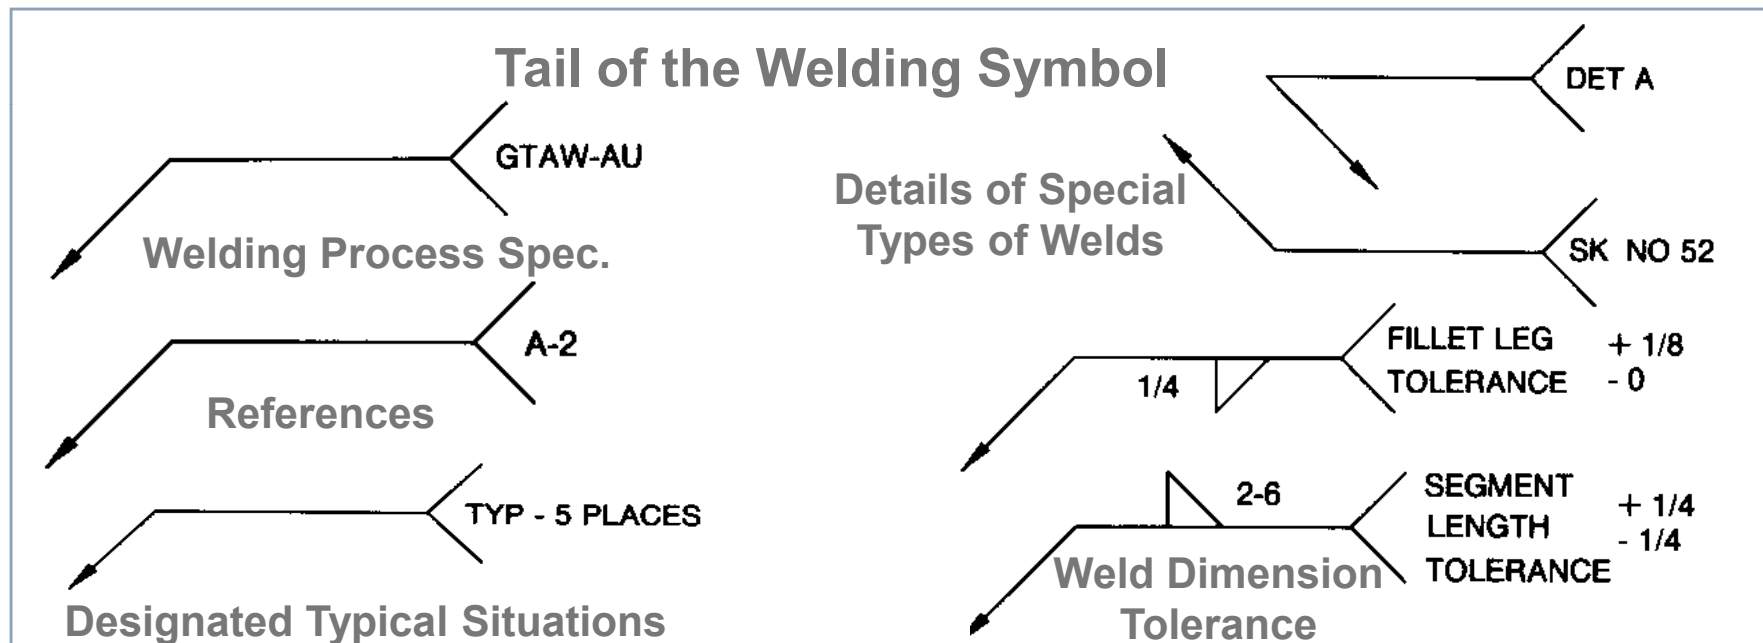 Tail of the Welding Symbol
GTAW-AU
Welding Process Spec.
A-2
References
TYP - 5 PLACES
Designated Typical Situations
DET A
Details of Special
Types of Welds
SK NO 52
1/4
FILLET LEG + 1/8
TOLERANCE - 0
2-6
SEGMENT + 1/4
LENGTH - 1/4
TOLERANCE
Weld Dimension
Tolerance